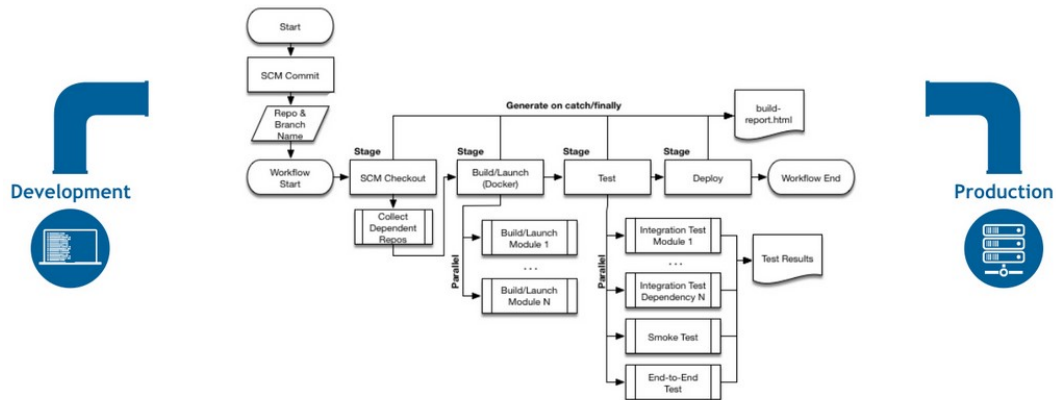 Start
SCM Commit
Repo &
Branch
Name
Generate on catch/finally
build-
report.html
Development
Workflow
Start
Stage
SCM Checkout
Stage
Build/Launch
(Docker)
Stage
Test
Stage
Deploy
Workflow End
Production
Collect
Dependent
Repos
Parallel
Build/Launch
Module 1
...
Build/Launch
Module N
Parallel
Integration Test
Module 1
...
Integration Test
Dependency N
Smoke Test
End-to-End
Test
Test Results